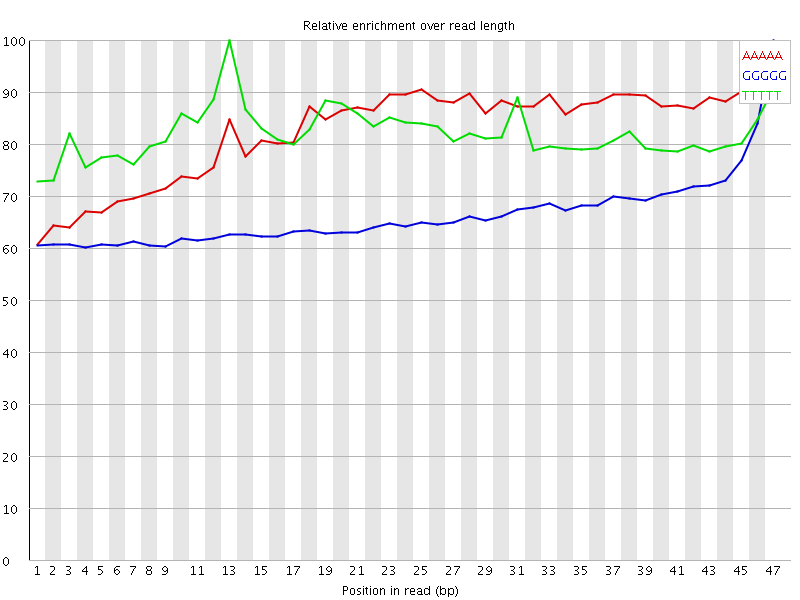 Relative enrichment over read length
100
90
80
70
60
50
40
30
20
10
0
AAAAA
GGGGG
TTTTT
1 2 3 4 5 6 7 8 9 11 13 15 17 19 21 23 25 27 29 31 33 35 37 39 41 43 45 47
Position in read (bp)